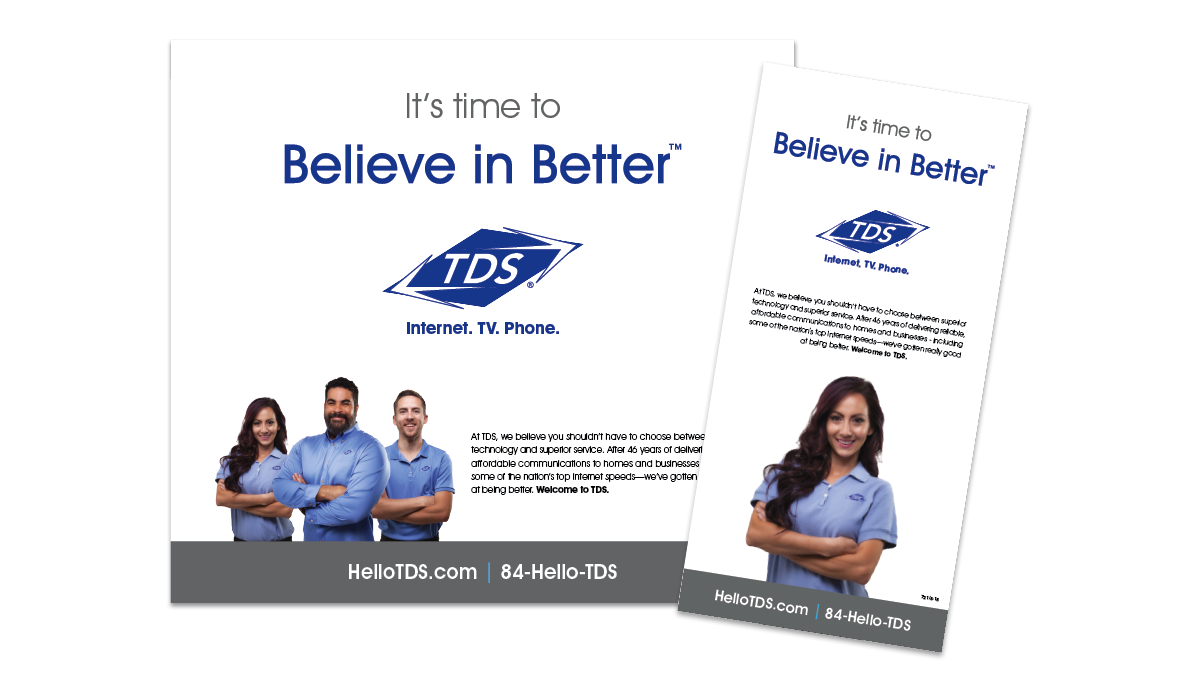 It's time to
Believe in Better™
TDS®
Internet. TV. Phone.
At TDS, we believe you shouldn't have to choose betwee
technology and superior service. After 46 years of deliveri
affordable communications to homes and businesses
some of the nation's top internet speeds—we've gotten
at being better. Welcome to TDS.
HelloTDS.com | 84-Hello-TDS
It's time to
Believe in Better™
TDS®
Internet. TV. Phone.
At TDS, we believe you shouldn't have to choose between superior
technology and superior service. After 46 years of delivering reliable,
affordable communications to homes and businesses - including
some of the nation's top internet speeds—we've gotten really good
at being better. Welcome to TDS.
HelloTDS.com | 84-Hello-TDS